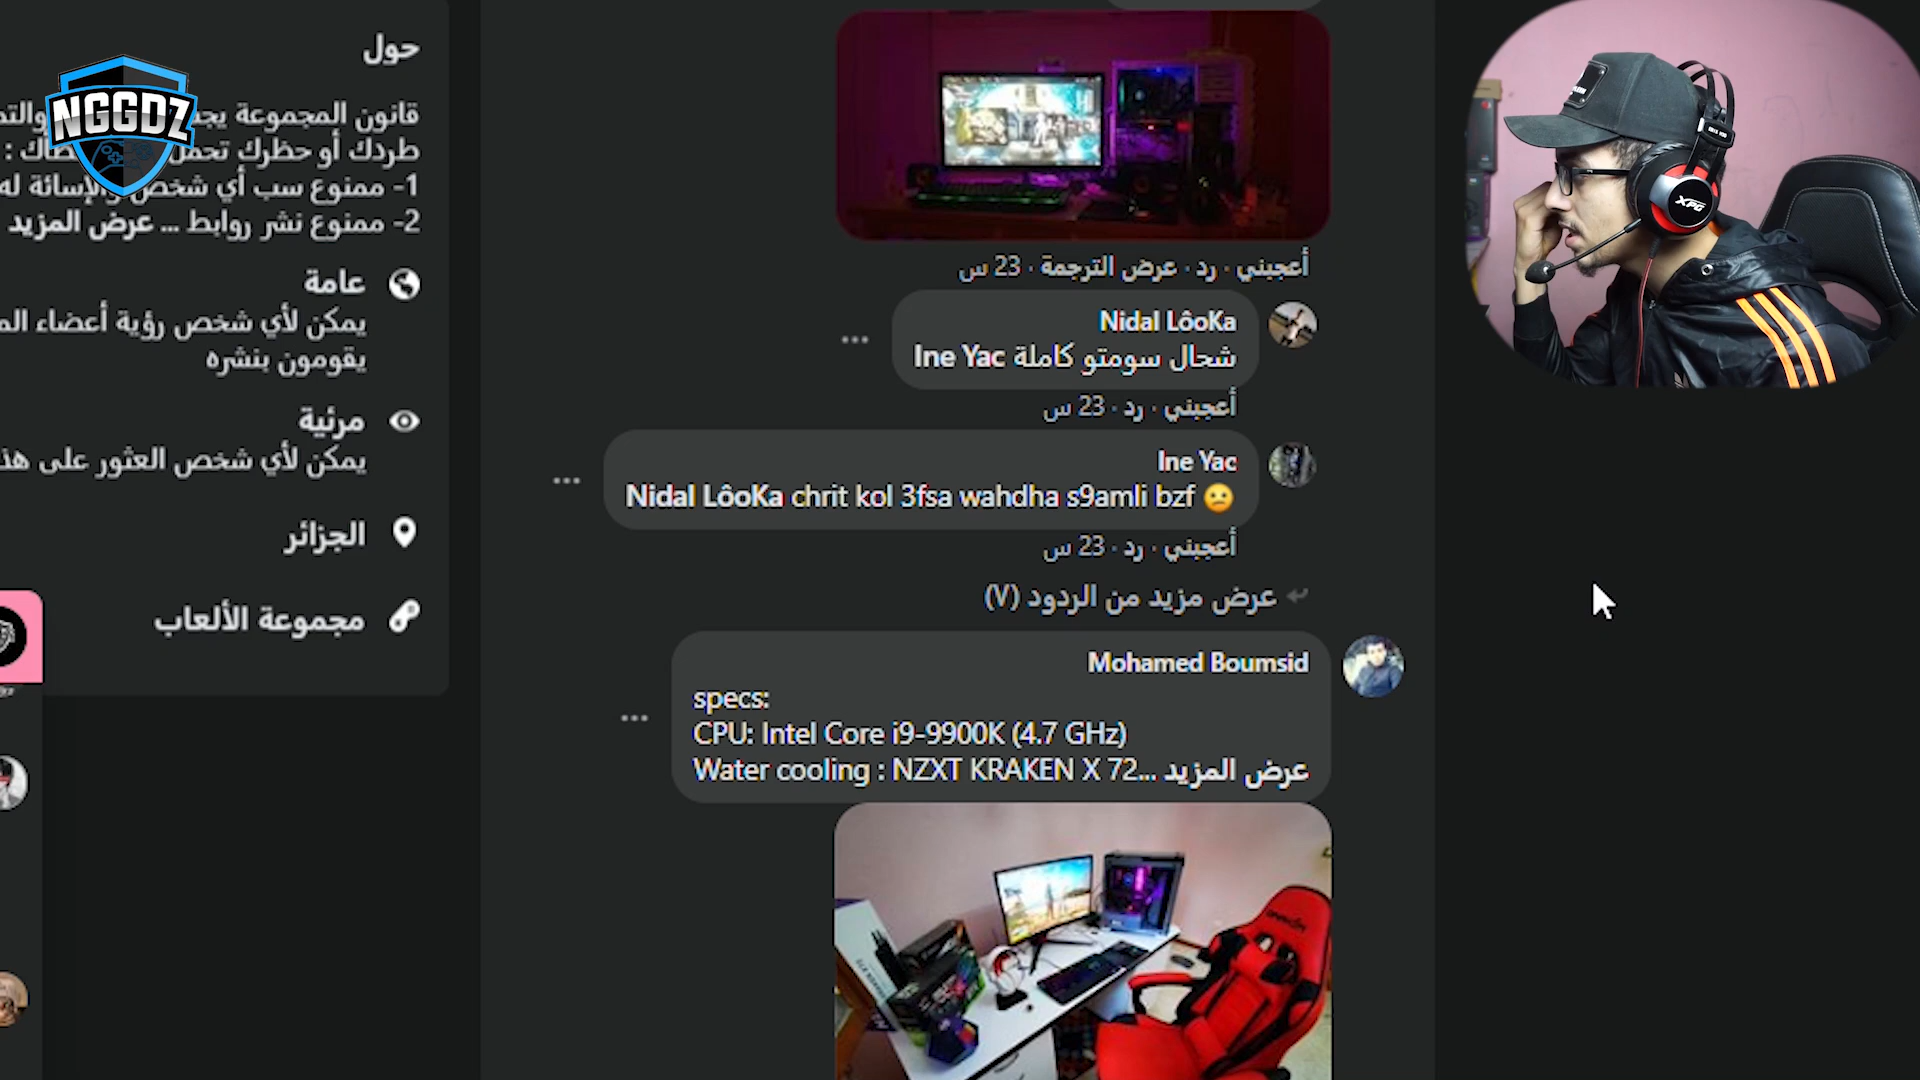 حول
قانون المجموعة
طردك أو حظرك
1- ممنوع سب أي شخص
2- ممنوع نشر روابط ... عرض المزيد
عامة
يمكن لأي شخص رؤية أعضاء
يقومون بنشره
مرئية
يمكن لأي شخص العثور على
الجزائر
مجموعة الألعاب
NGGDZ
أعجبني · رد · عرض الترجمة · 23 س
Nidal LôoKa
شحال سومتو كاملة Ine Yac
أعجبني · رد · 23 س
Ine Yac
Nidal LôoKa chrit kol 3fsa wahdha s9amli bzf 😕
أعجبني · رد · 23 س
عرض مزيد من الردود (٧)
Mohamed Boumsid
specs:
CPU: Intel Core i9-9900K (4.7 GHz)
Water cooling : NZXT KRAKEN X 72... عرض المزيد
XPG